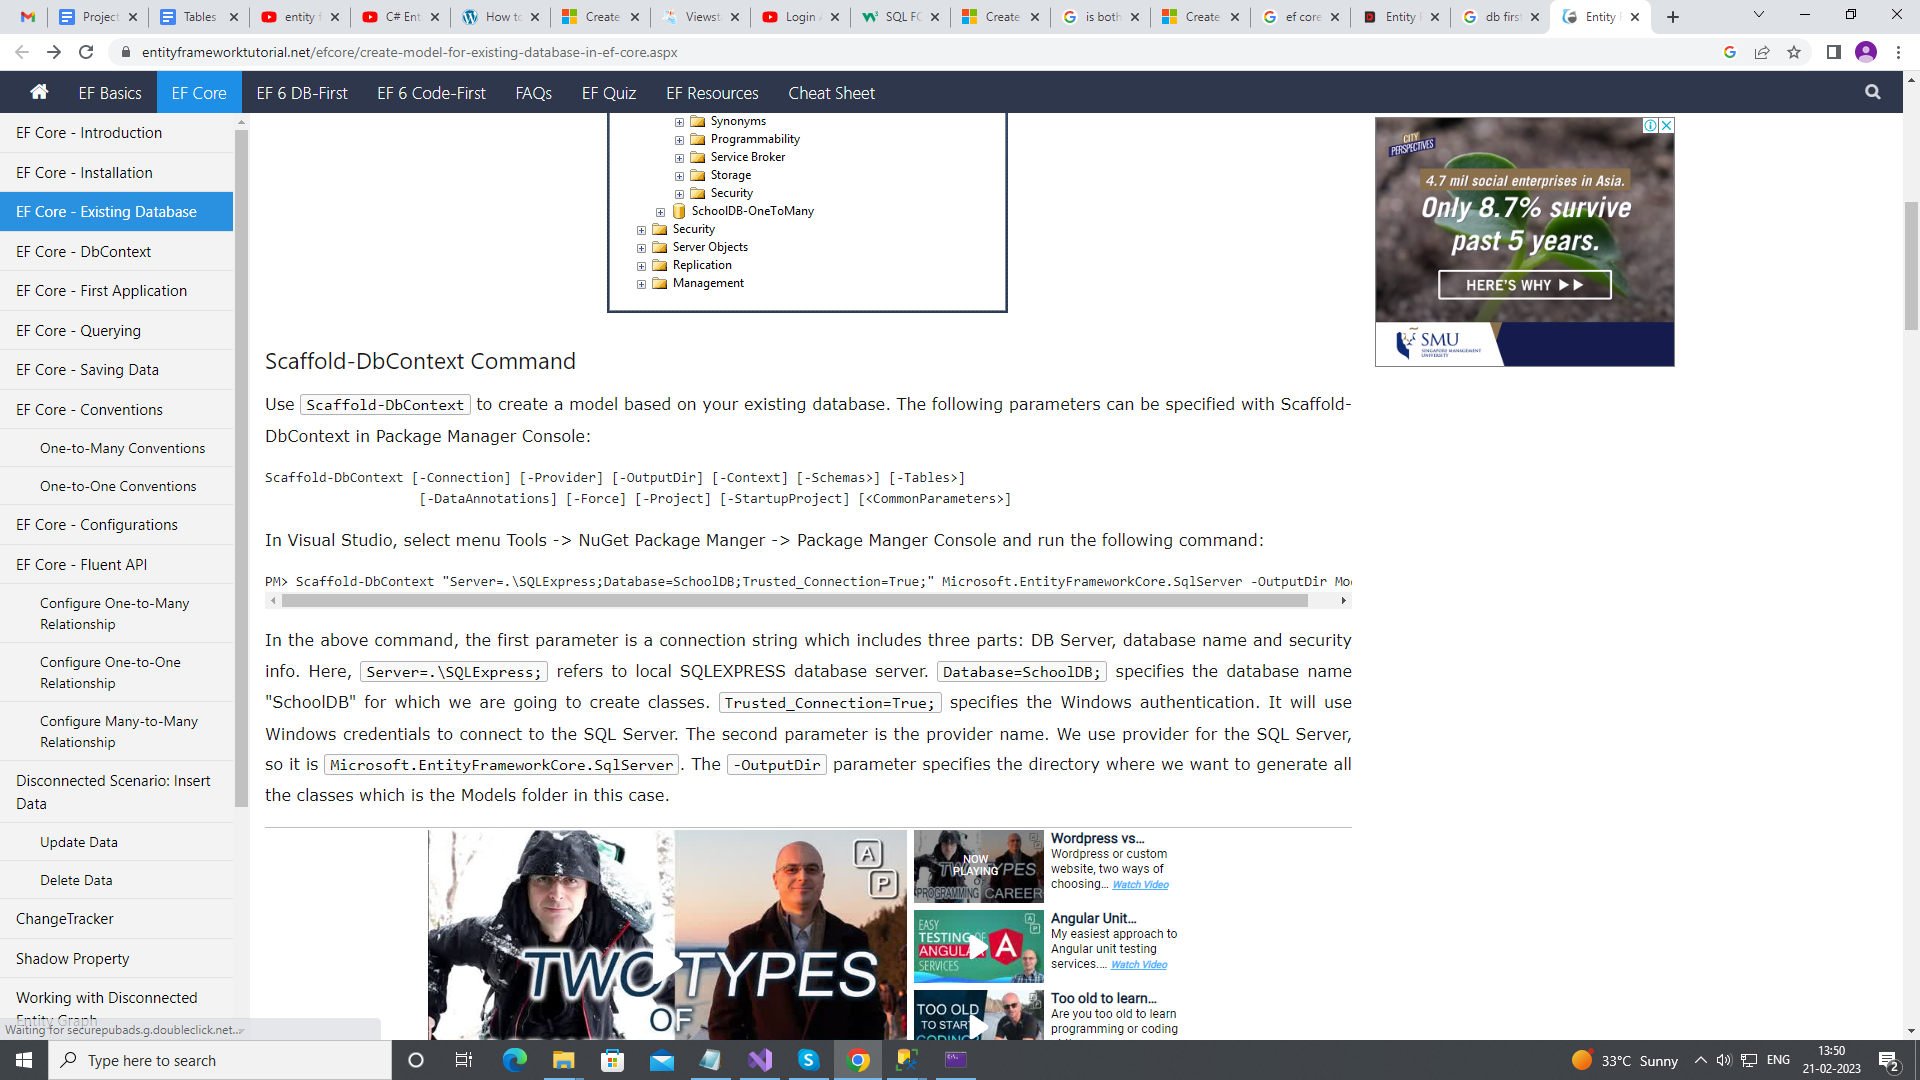 Project
Tables
entity f
C# Ent
How to
Create
Viewst
Login
SQL FC
Create
is both
Create
ef core
Entity
db first
Entity
entityframeworktutorial.net/efcore/create-model-for-existing-database-in-ef-core.aspx
EF Basics
EF Core
EF 6 DB-First
EF 6 Code-First
FAQs
EF Quiz
EF Resources
Cheat Sheet
EF Core - Introduction
EF Core - Installation
EF Core - Existing Database
EF Core - DbContext
EF Core - First Application
EF Core - Querying
EF Core - Saving Data
EF Core - Conventions
One-to-Many Conventions
One-to-One Conventions
EF Core - Configurations
EF Core - Fluent API
Configure One-to-Many
Relationship
Configure One-to-One
Relationship
Configure Many-to-Many
Relationship
Disconnected Scenario: Insert
Data
Update Data
Delete Data
ChangeTracker
Shadow Property
Working with Disconnected
Entity Graph
Waiting for securepubads.g.doubleclick.net...
Synonyms
Programmability
Service Broker
Storage
Security
SchoolDB-OneToMany
Security
Server Objects
Replication
Management
Scaffold-DbContext Command
Use Scaffold-DbContext to create a model based on your existing database. The following parameters can be specified with Scaffold-
DbContext in Package Manager Console:
Scaffold-DbContext [-Connection] [-Provider] [-OutputDir] [-Context] [-Schemas>] [-Tables>]
[-DataAnnotations] [-Force] [-Project] [-StartupProject] [<CommonParameters>]
In Visual Studio, select menu Tools -> NuGet Package Manger -> Package Manger Console and run the following command:
PM> Scaffold-DbContext "Server=.\SQLExpress;Database=SchoolDB;Trusted_Connection=True;" Microsoft.EntityFrameworkCore.SqlServer -OutputDir Mo
In the above command, the first parameter is a connection string which includes three parts: DB Server, database name and security
info. Here, Server=.\SQLExpress; refers to local SQLEXPRESS database server. Database=SchoolDB; specifies the database name
"SchoolDB" for which we are going to create classes. Trusted_Connection=True; specifies the Windows authentication. It will use
Windows credentials to connect to the SQL Server. The second parameter is the provider name. We use provider for the SQL Server,
so it is Microsoft.EntityFrameworkCore.SqlServer. The -OutputDir parameter specifies the directory where we want to generate all
the classes which is the Models folder in this case.
A
P
TWO TYPES
OF
NOW
PLAYING
TWO TYPES
OF
PROGRAMMING CAREER
Wordpress vs...
Wordpress or custom
website, two ways of
choosing... Watch Video
EASY
TESTING OF
ANGULAR
SERVICES
A
Angular Unit...
My easiest approach to
Angular unit testing
services.... Watch Video
TOO OLD
TO START
CODING
Too old to learn...
Are you too old to learn
programming or coding
CITY
PERSPECTIVES
4.7 mil social enterprises in Asia.
Only 8.7% survive
past 5 years.
HERE'S WHY
SMU
SINGAPORE MANAGEMENT
UNIVERSITY
Type here to search
33°C Sunny
ENG
13:50
21-02-2023
2